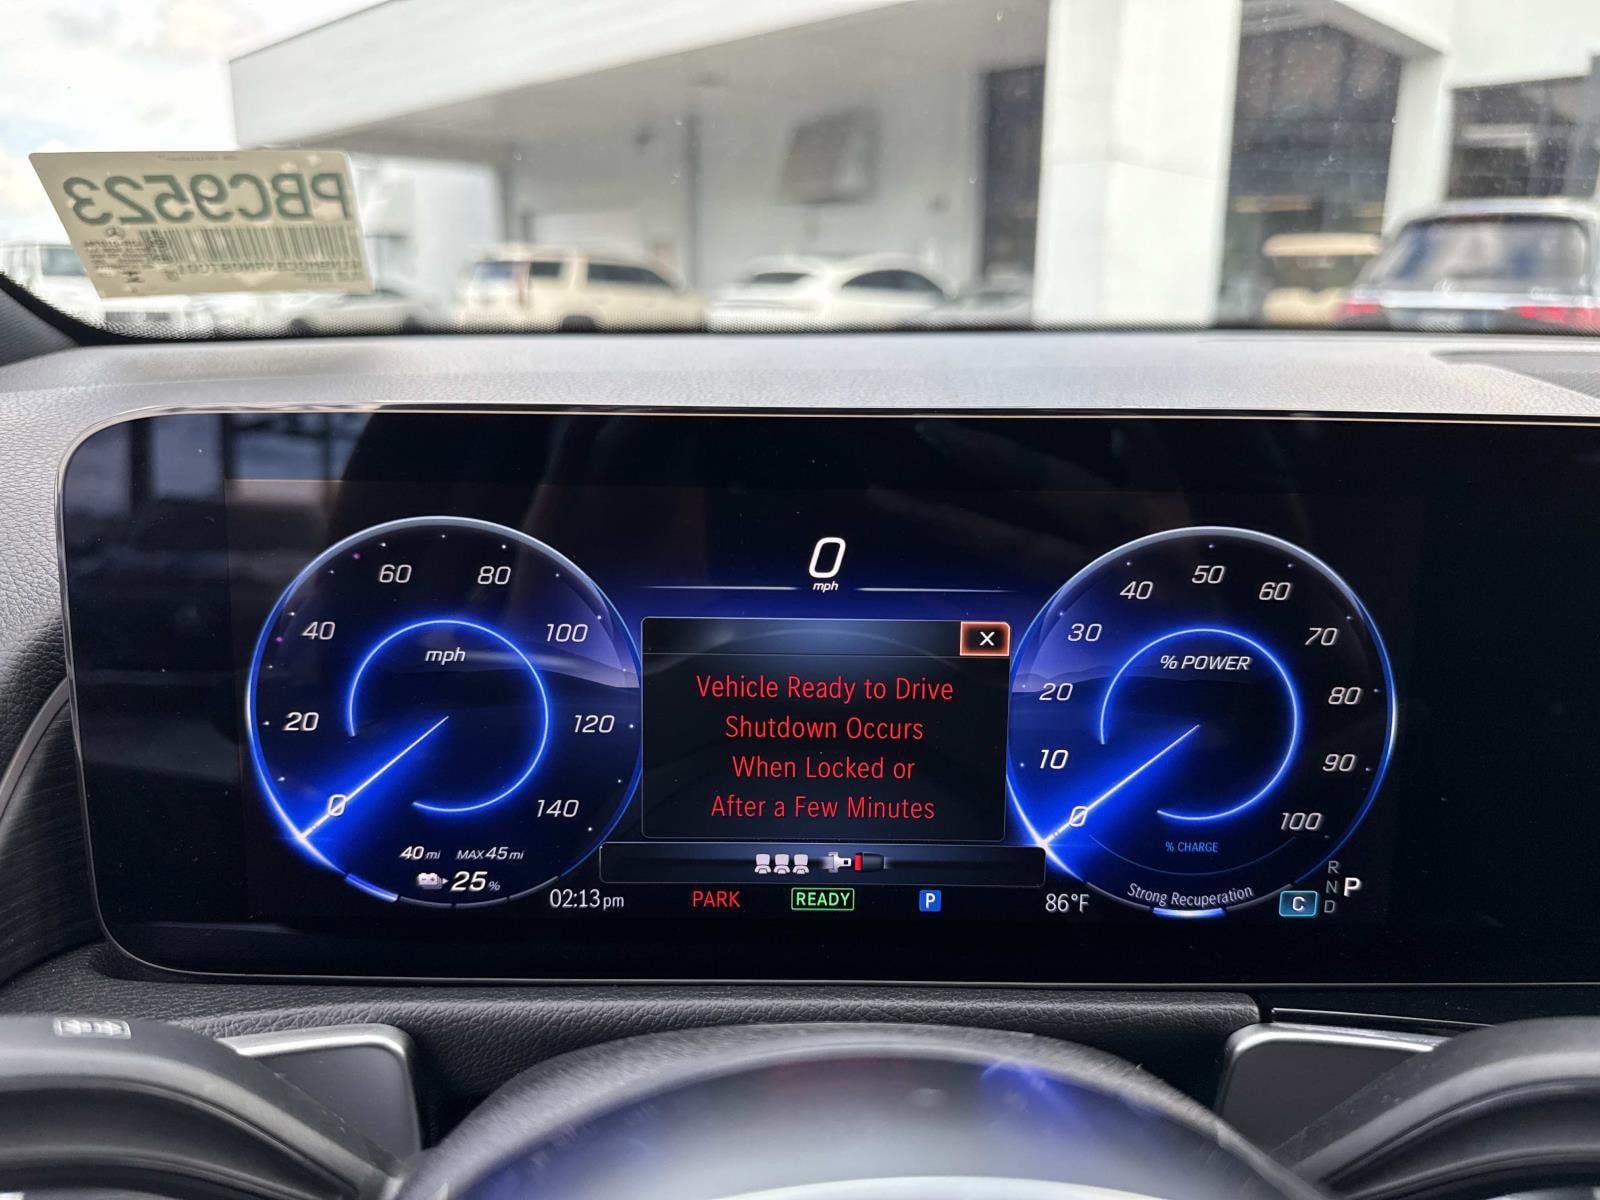 PBC9523
60
80
40
100
mph
20
120
0
140
40 mi MAX 45 mi
25 %
0
mph
×
Vehicle Ready to Drive
Shutdown Occurs
When Locked or
After a Few Minutes
02:13 pm
PARK
READY
P
86°F
50
40
60
30
70
% POWER
20
80
10
90
0
100
% CHARGE
Strong Recuperation
C
R
N
D
P